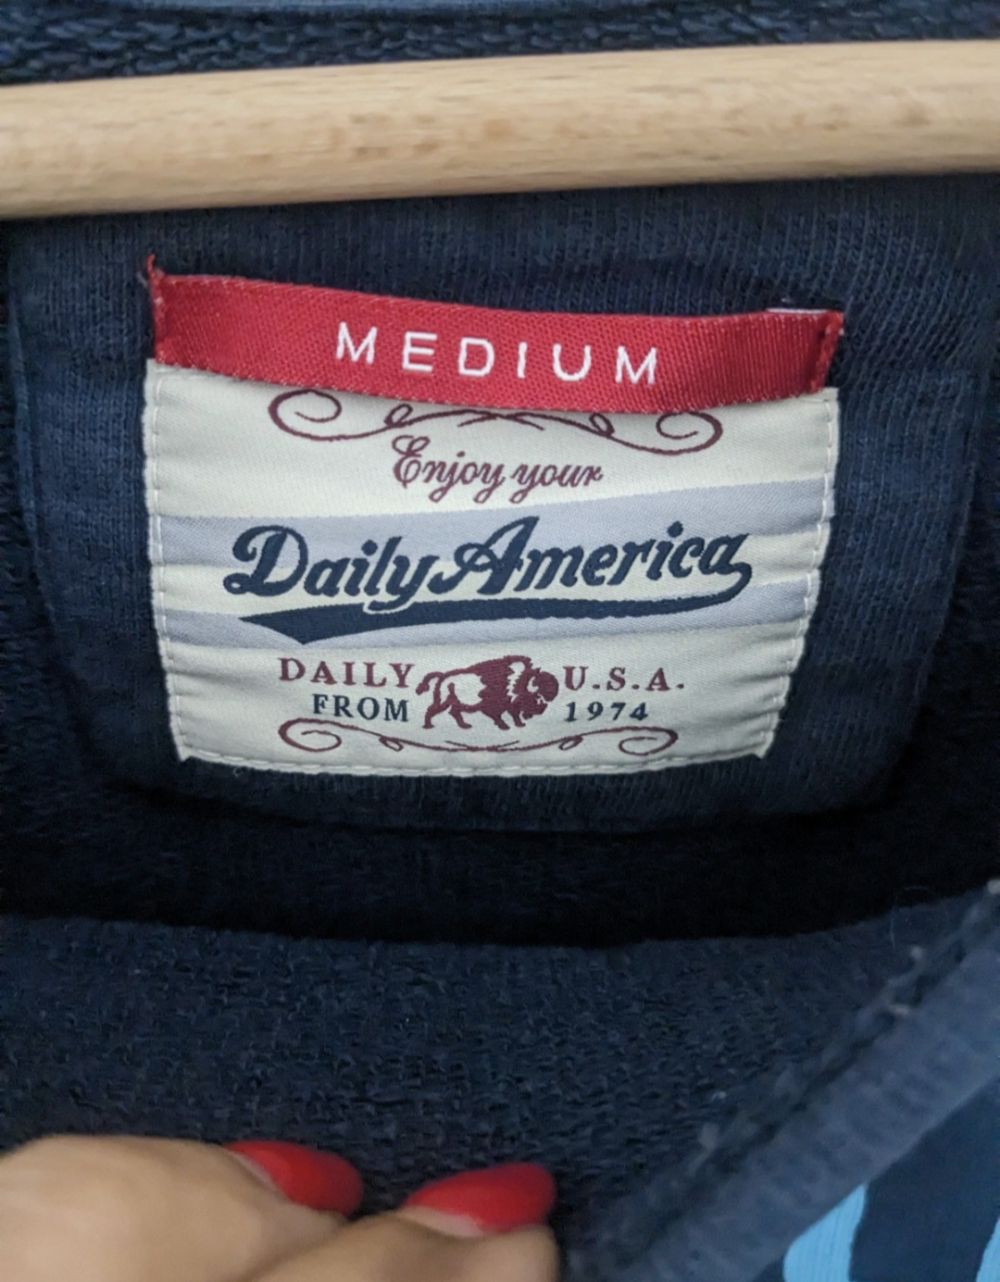 MEDIUM
Enjoy your
Daily America
DAILY U.S.A.
FROM 1974